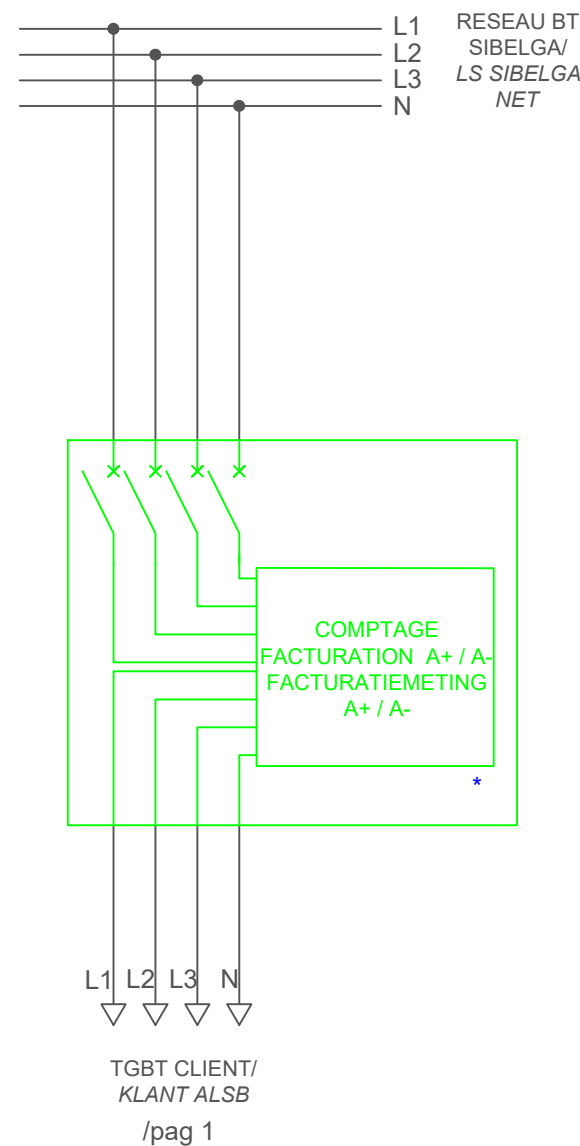 L1
L2
L3
N
RESEAU BT
SIBELGA/
LS SIBELGA
NET
COMPTAGE
FACTURATION A+ / A-
FACTURATIEMETING
A+ / A-
*
L1 L2 L3 N
TGBT CLIENT/
KLANT ALSB
/pag 1